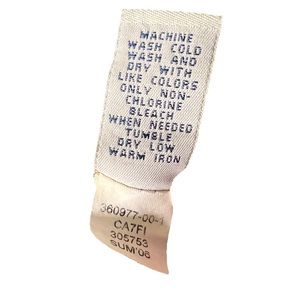 MACHINE
WASH COLD
WASH AND
DRY WITH
LIKE COLORS
ONLY NON-
CHLORINE
BLEACH
WHEN NEEDED
TUMBLE
DRY LOW
WARM IRON
360977-00-1
CA7FI
305753
SUM'06